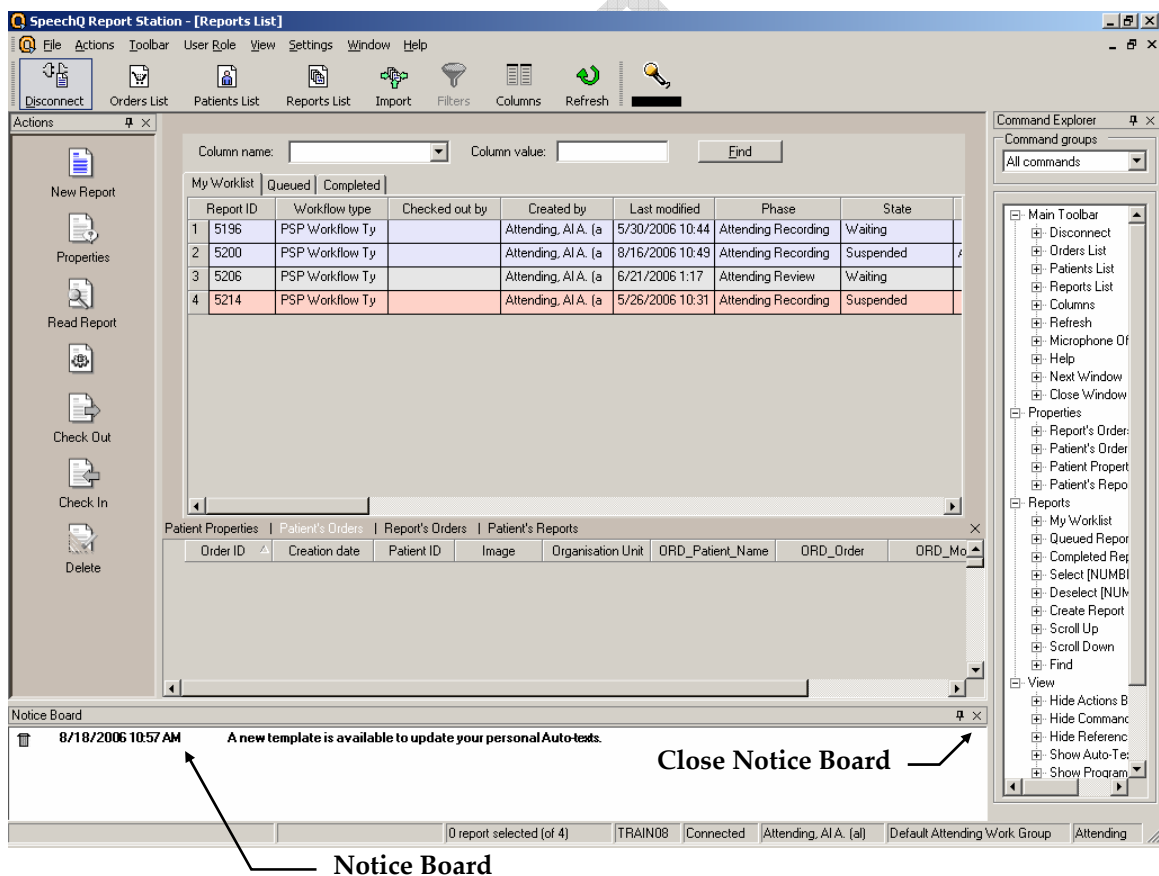 SpeechQ Report Station - [Reports List]
File Actions Toolbar User Role View Settings Window Help
Disconnect Orders List Patients List Reports List Import Filters Columns Refresh
Actions
New Report
Properties
Read Report
Check Out
Check In
Delete
Column name: Column value: Find
My Worklist Queued Completed
Report ID Workflow type Checked out by Created by Last modified Phase State
1 5196 PSP Workflow Ty Attending, Al A. (a 5/30/2006 10:44 Attending Recording Waiting
2 5200 PSP Workflow Ty Attending, Al A. (a 8/16/2006 10:49 Attending Recording Suspended
3 5206 PSP Workflow Ty Attending, Al A. (a 6/21/2006 1:17 Attending Review Waiting
4 5214 PSP Workflow Ty Attending, Al A. (a 5/26/2006 10:31 Attending Recording Suspended
Patient Properties | Patient's Orders | Report's Orders | Patient's Reports
Order ID Creation date Patient ID Image Organisation Unit ORD_Patient_Name ORD_Order ORD_Mo
Command Explorer
Command groups
All commands
Main Toolbar
Disconnect
Orders List
Patients List
Reports List
Columns
Refresh
Microphone Of
Help
Next Window
Close Window
Properties
Report's Order
Patient's Order
Patient Propert
Patient's Repo
Reports
My Worklist
Queued Repor
Completed Rep
Select [NUMB
Deselect [NUM
Create Report
Scroll Up
Scroll Down
Find
View
Hide Actions B
Hide Command
Hide Referenc
Show Auto-Te
Show Program
Notice Board
8/18/2006 10:57 AM A new template is available to update your personal Auto-texts.
Close Notice Board
0 report selected (of 4) TRAIN08 Connected Attending, Al A. (al) Default Attending Work Group Attending
Notice Board